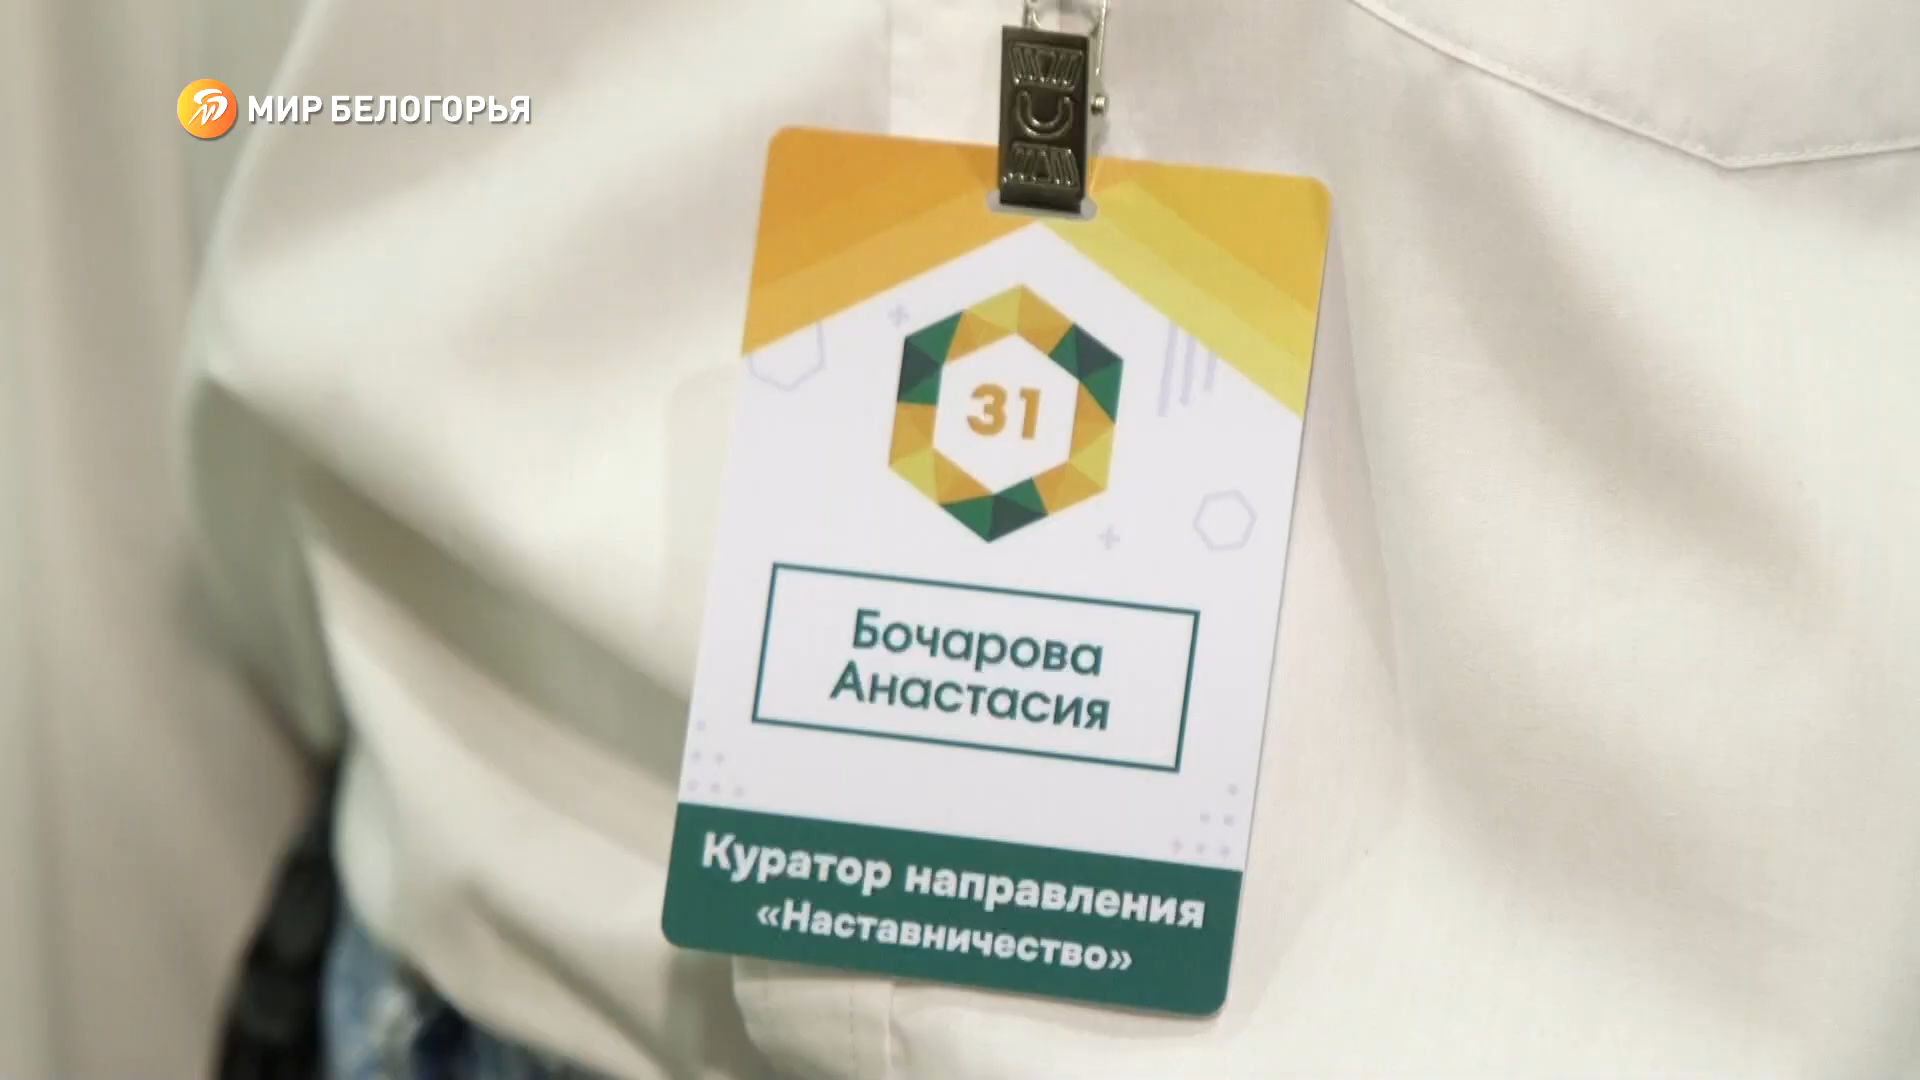 МИР БЕЛОГОРЬЯ
31
Бочарова
Анастасия
Куратор направления
«Наставничество»